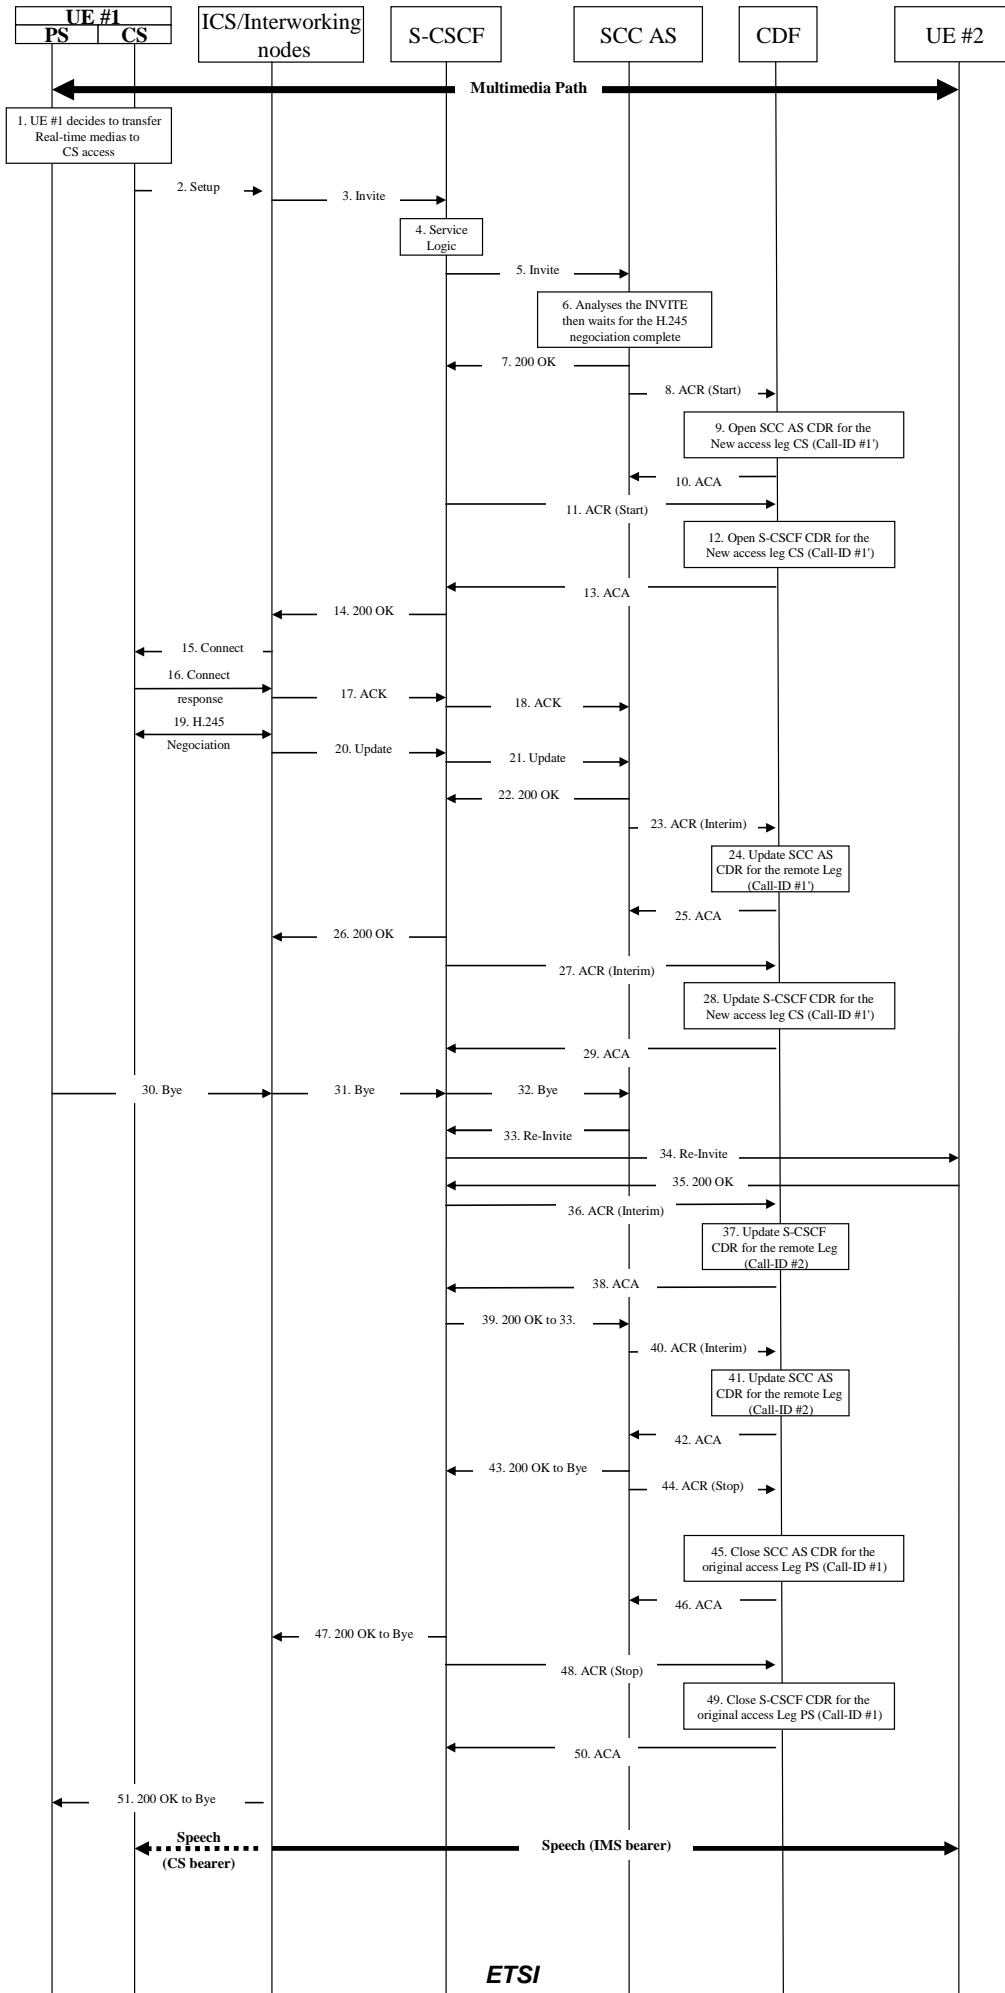 UE #1
PS
CS
ICS/Interworking
nodes
S-CSCF
SCC AS
CDF
UE #2
Multimedia Path
1. UE #1 decides to transfer
Real-time medias to
CS access
2. Setup
3. Invite
4. Service
Logic
5. Invite
6. Analyses the INVITE
then waits for the H.245
negociation complete
7. 200 OK
8. ACR (Start)
9. Open SCC AS CDR for the
New access leg CS (Call-ID #1')
10. ACA
11. ACR (Start)
12. Open S-CSCF CDR for the
New access leg CS (Call-ID #1')
13. ACA
14. 200 OK
15. Connect
16. Connect
response
17. ACK
18. ACK
19. H.245
Negociation
20. Update
21. Update
22. 200 OK
23. ACR (Interim)
24. Update SCC AS
CDR for the remote Leg
(Call-ID #1')
25. ACA
26. 200 OK
27. ACR (Interim)
28. Update S-CSCF CDR for the
New access leg CS (Call-ID #1')
29. ACA
30. Bye
31. Bye
32. Bye
33. Re-Invite
34. Re-Invite
35. 200 OK
36. ACR (Interim)
37. Update S-CSCF
CDR for the remote Leg
(Call-ID #2)
38. ACA
39. 200 OK to 33.
40. ACR (Interim)
41. Update SCC AS
CDR for the remote Leg
(Call-ID #2)
42. ACA
43. 200 OK to Bye
44. ACR (Stop)
45. Close SCC AS CDR for the
original access Leg PS (Call-ID #1)
46. ACA
47. 200 OK to Bye
48. ACR (Stop)
49. Close S-CSCF CDR for the
original access Leg PS (Call-ID #1)
50. ACA
51. 200 OK to Bye
Speech
(CS bearer)
Speech (IMS bearer)
ETSI